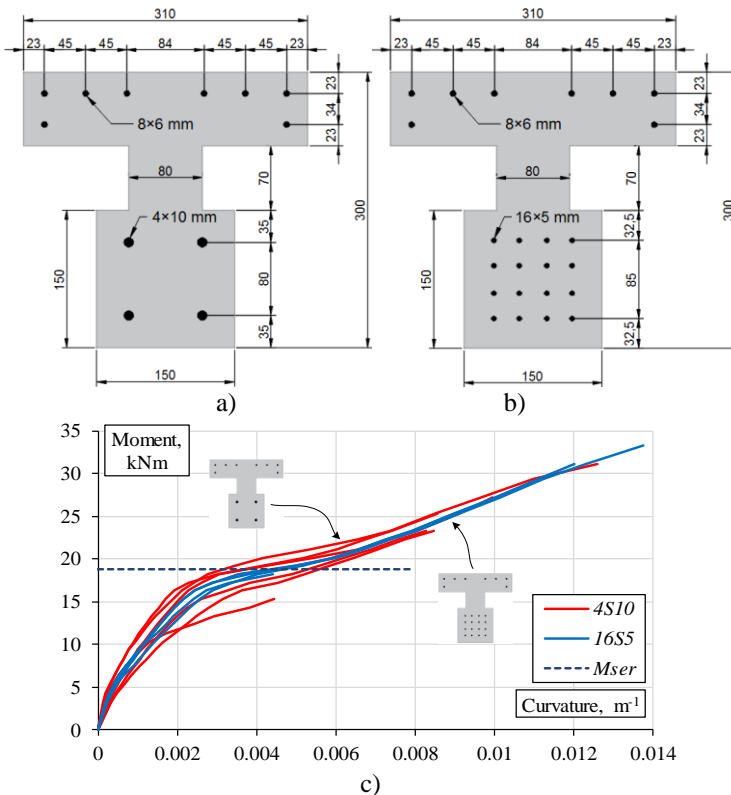 310
23 45 45 84 45 45 23
8×6 mm
23
34
23
80
70
300
4×10 mm
150
35
80
35
150
a)
310
23 45 45 84 45 45 23
8×6 mm
23
34
23
80
70
300
16×5 mm
150
32,5
85
32,5
150
b)
35
30
25
20
15
10
5
0
Moment,
kNm
4S10
16S5
Mser
Curvature, m-1
0 0.002 0.004 0.006 0.008 0.01 0.012 0.014
c)